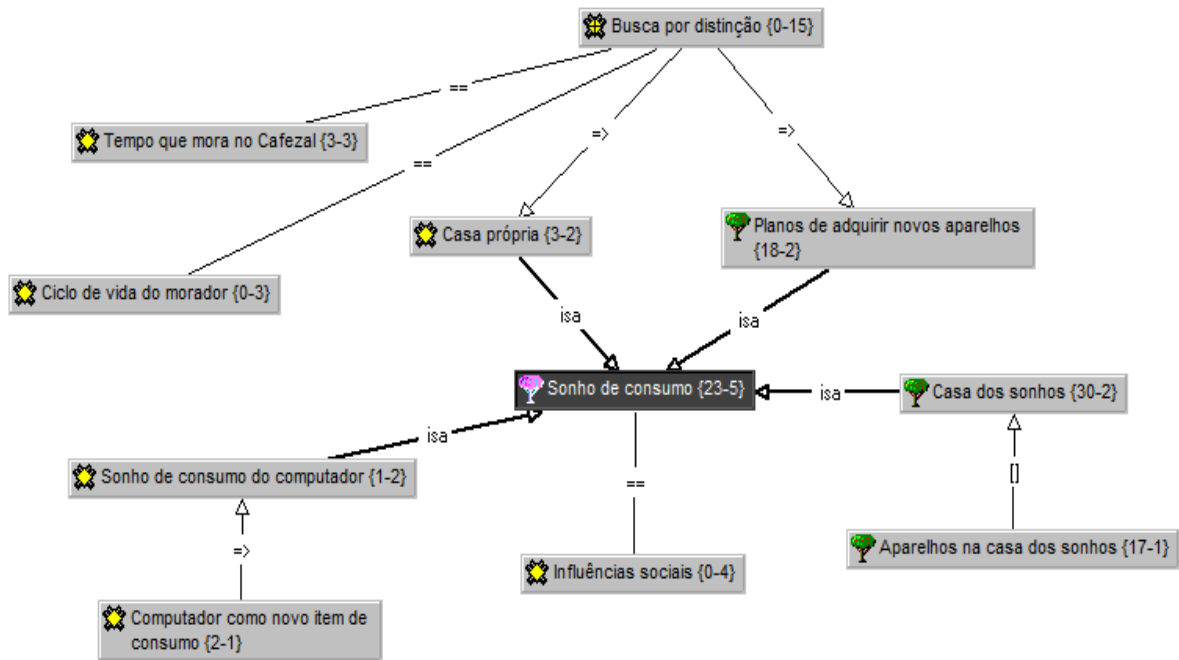 Busca por distinção {0-15}
==
Tempo que mora no Cafezal {3-3}
=>
=>
==
Casa própria {3-2}
Planos de adquirir novos aparelhos
{18-2}
Ciclo de vida do morador {0-3}
isa
isa
Sonho de consumo {23-5}
isa
Casa dos sonhos {30-2}
isa
Sonho de consumo do computador {1-2}
==
[]
=>
Aparelhos na casa dos sonhos {17-1}
Influências sociais {0-4}
Computador como novo item de
consumo {2-1}